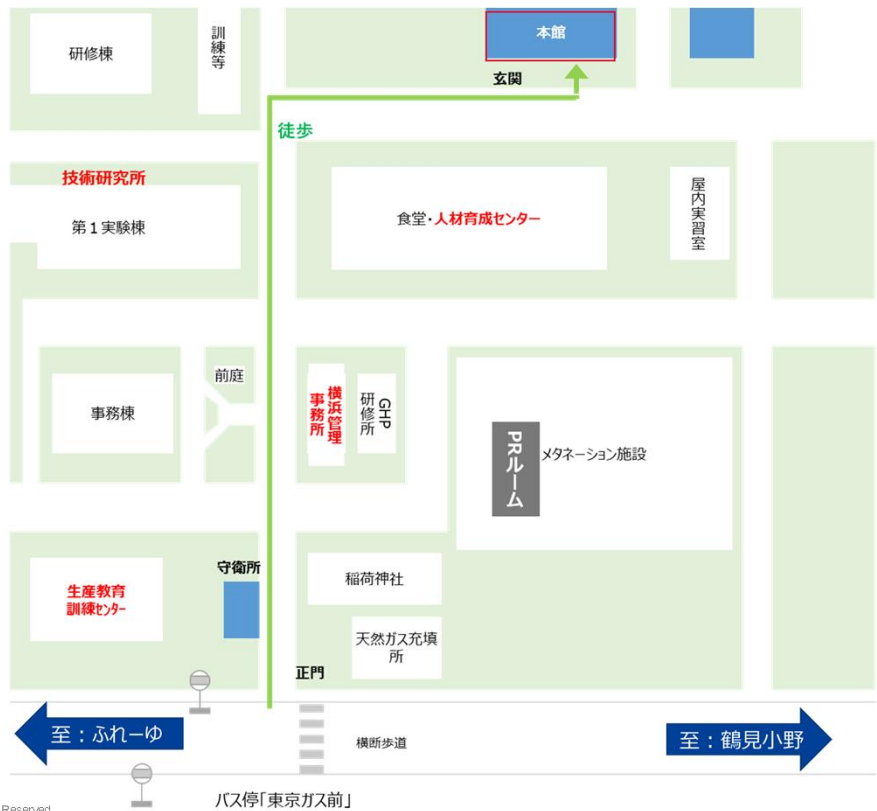 本館
研修棟
訓練等
玄関
徒歩
技術研究所
第1実験棟
食堂・人材育成センター
屋内実習室
前庭
事務棟
横浜管理
事務所
GHP
研修所
PRルーム
メタネーション施設
守衛所
生産教育
訓練センター
稲荷神社
天然ガス充填
所
正門
至：ふれーゆ
横断歩道
至：鶴見小野
バス停「東京ガス前」
Reserved